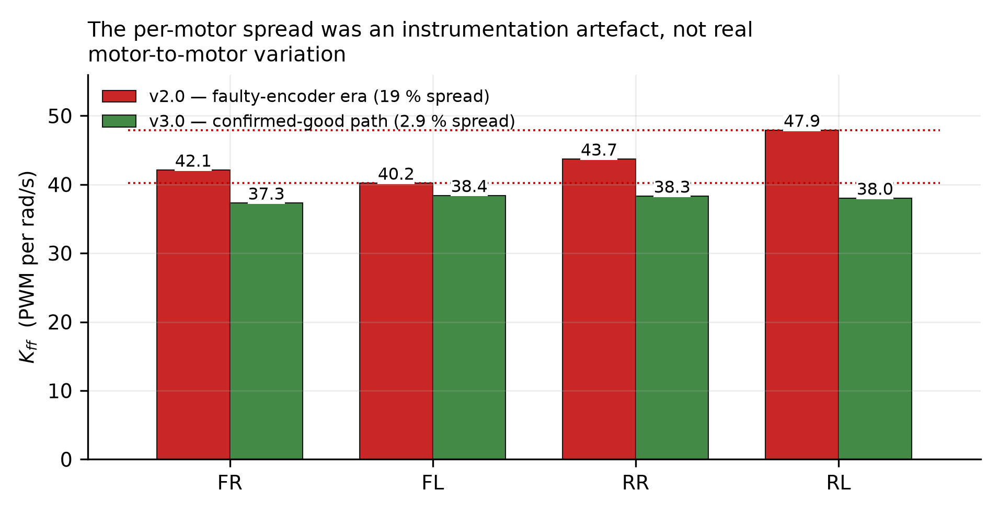 The per-motor spread was an instrumentation artefact, not real
motor-to-motor variation
v2.0 — faulty-encoder era (19 % spread)
v3.0 — confirmed-good path (2.9 % spread)
K_ff (PWM per rad/s)
50
40
30
20
10
0
42.1
37.3
40.2
38.4
43.7
38.3
47.9
38.0
FR
FL
RR
RL